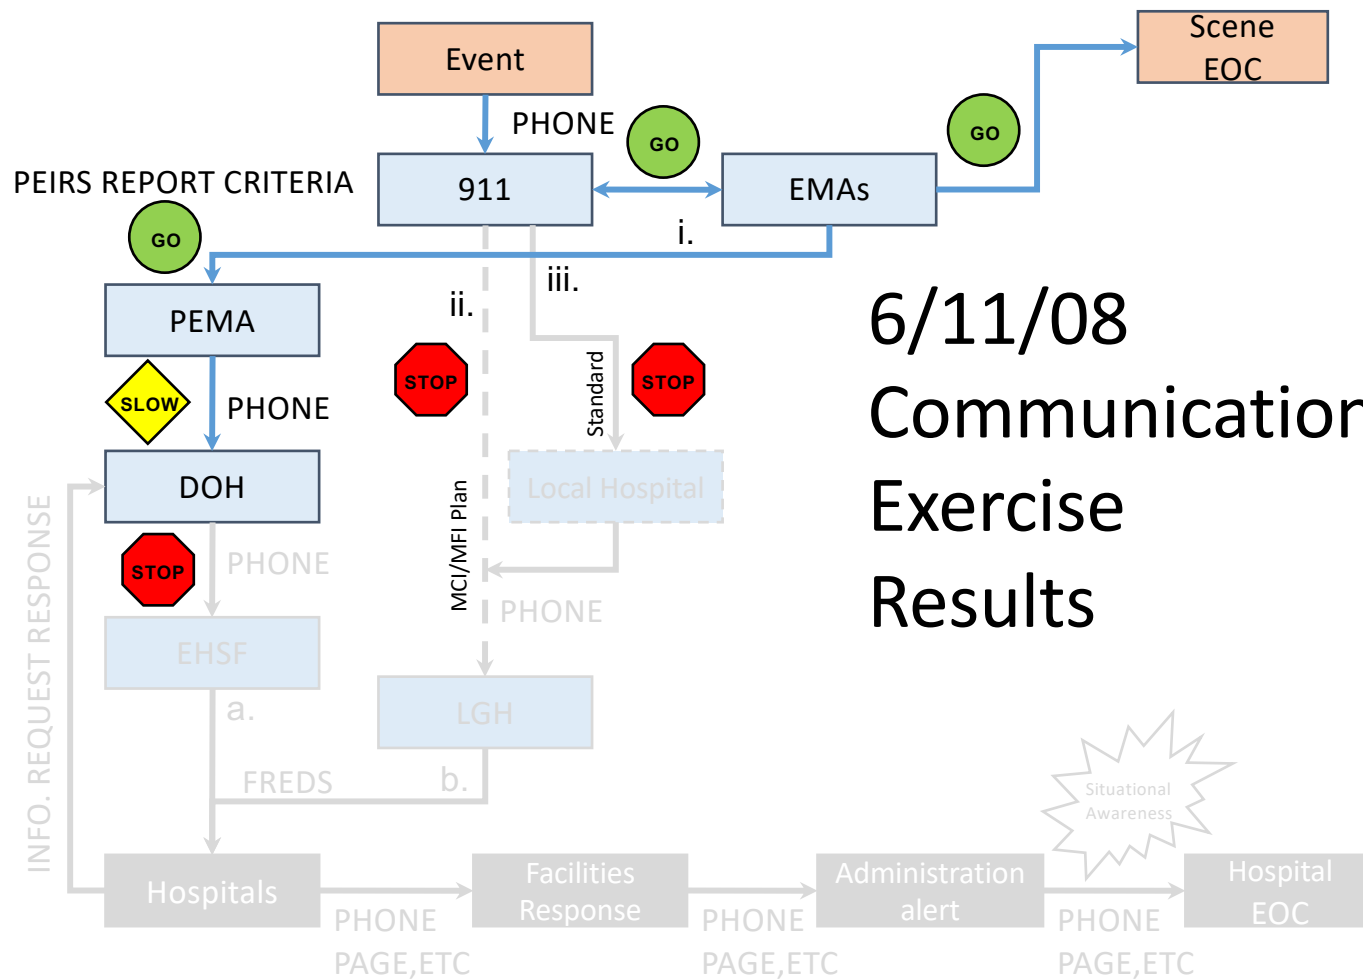 Event
Scene
EOC
PHONE
GO
GO
PEIRS REPORT CRITERIA
911
EMAs
GO
i.
iii.
ii.
PEMA
6/11/08
Communication
Exercise
Results
STOP
Standard
STOP
SLOW
PHONE
DOH
Local Hospital
INFO. REQUEST RESPONSE
MCI/MFI Plan
STOP
PHONE
PHONE
EHSF
LGH
a.
FREDS
b.
Situational
Awareness
Hospitals
Facilities
Response
Administration
alert
Hospital
EOC
PHONE
PAGE,ETC
PHONE
PAGE,ETC
PHONE
PAGE,ETC